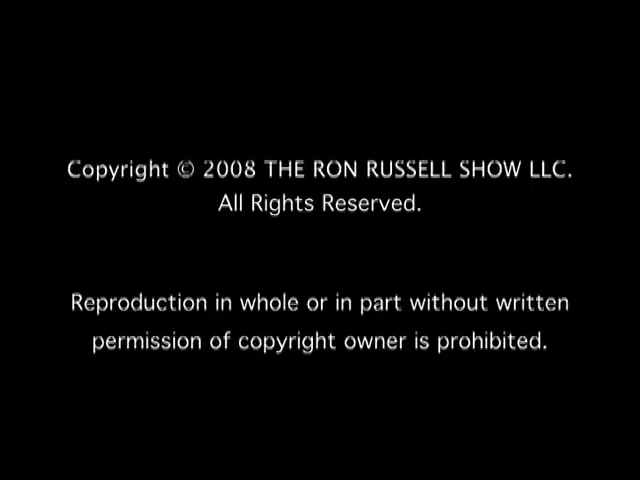 Copyright © 2008 THE RON RUSSELL SHOW LLC.
All Rights Reserved.
Reproduction in whole or in part without written
permission of copyright owner is prohibited.